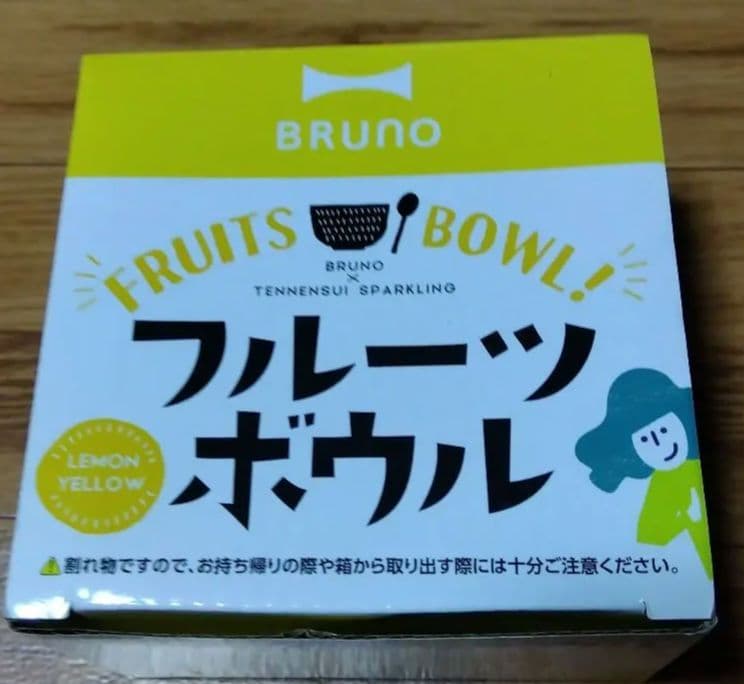 BRUNO
FRUITS BOWL!
BRUNO
×
TENNENSUI SPARKLING
フルーツ
ボウル
LEMON
YELLOW
割れ物ですので、お持ち帰りの際や箱から取り出す際には十分ご注意ください。